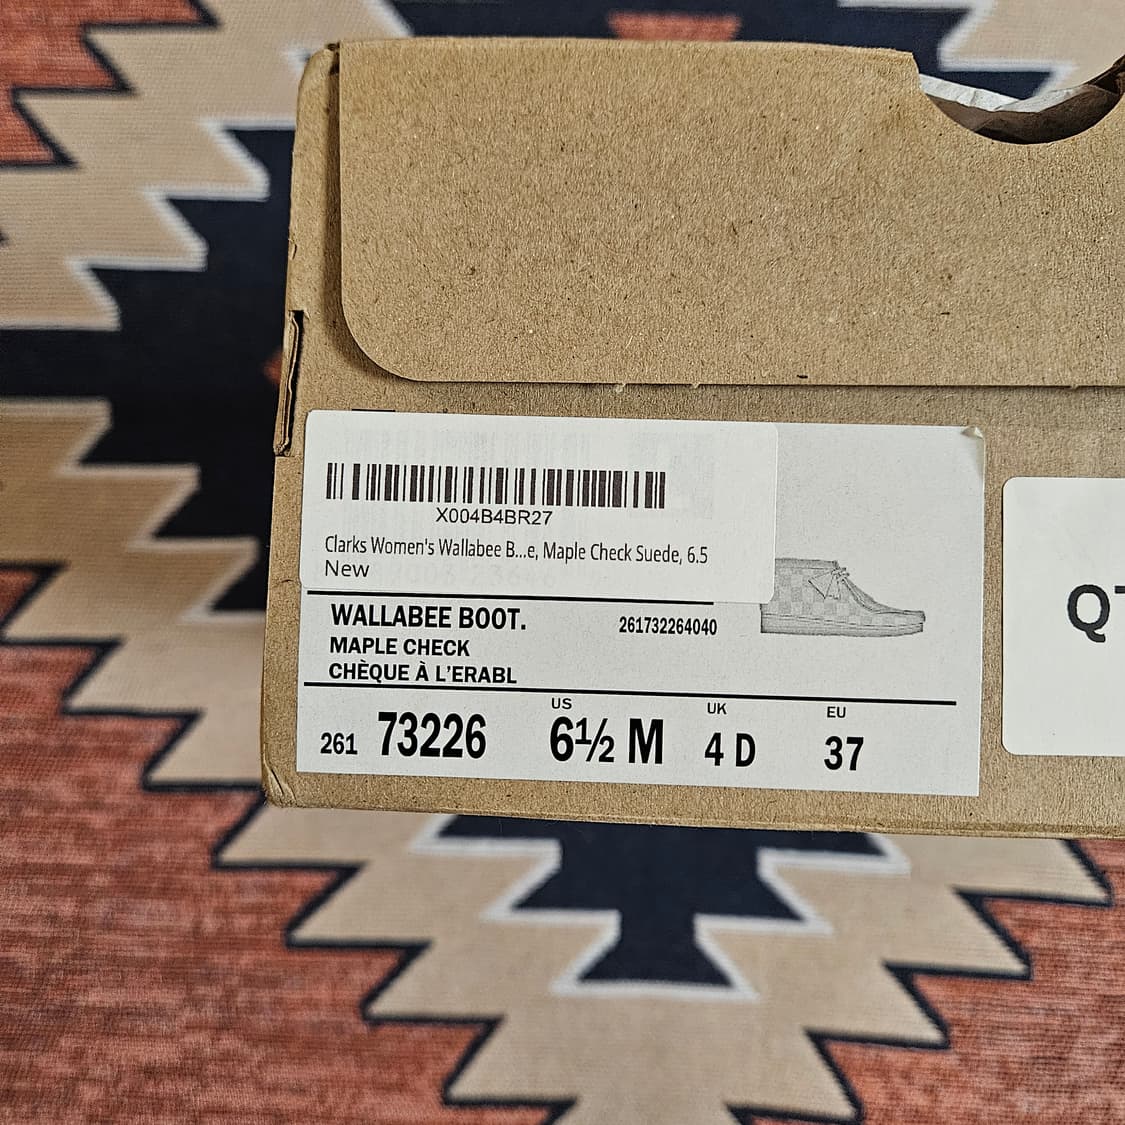 X004B4BR27
Clarks Women's Wallabee B...e, Maple Check Suede, 6.5
New
WALLABEE BOOT.
261732264040
MAPLE CHECK
CHÈQUE À L'ERABL
US
UK
EU
261 73226 6½ M 4 D 37